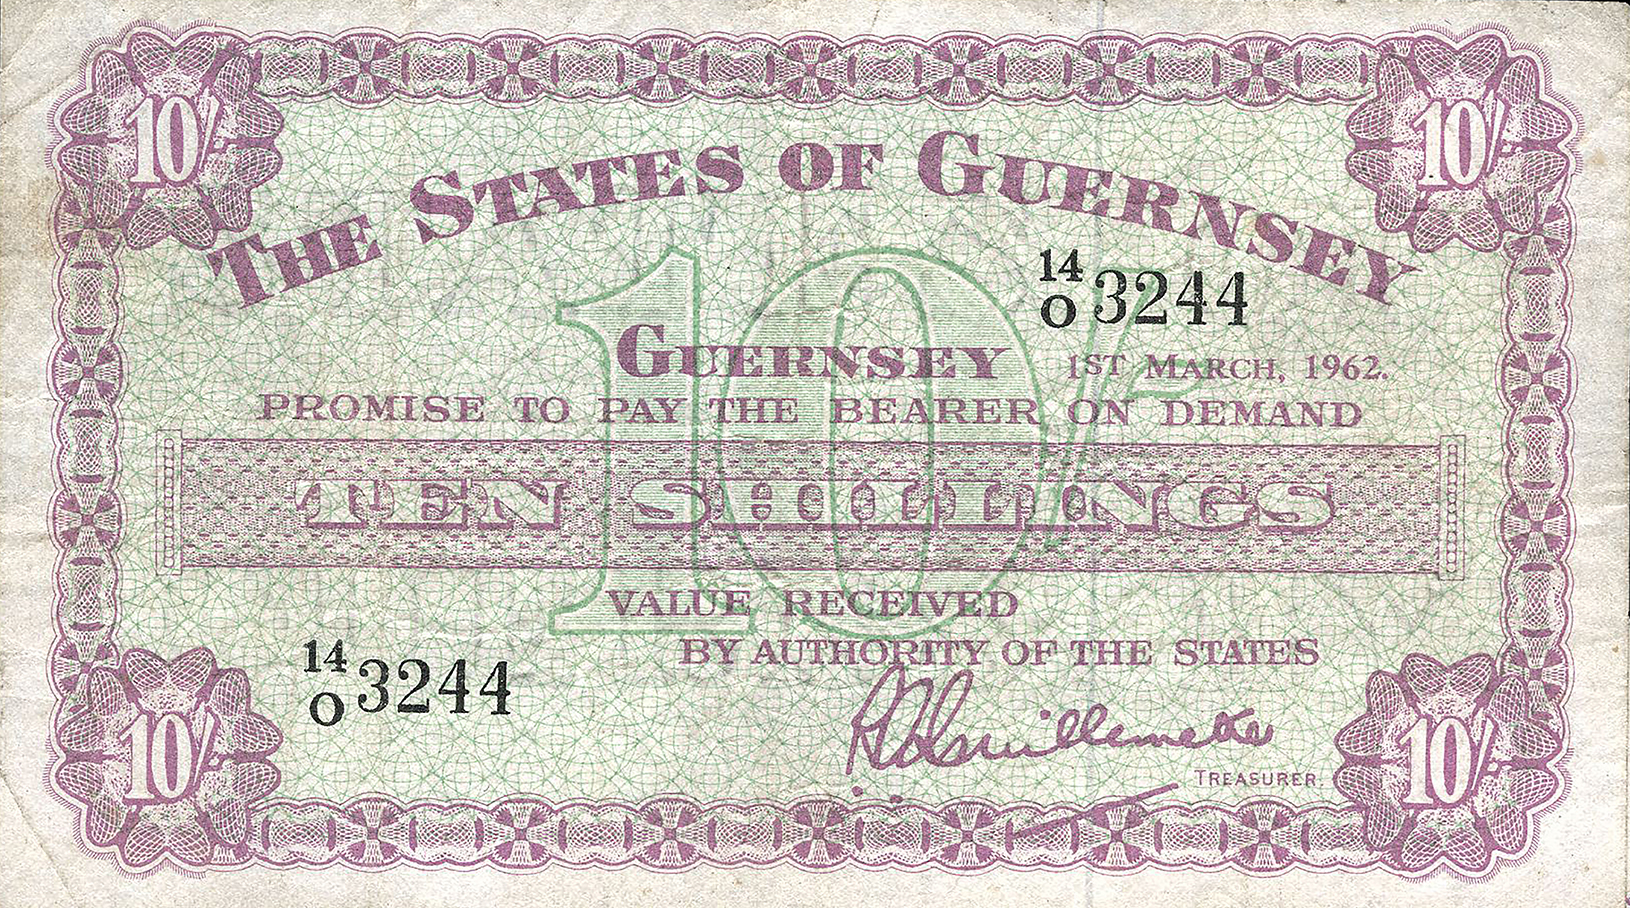 10/- 10/-
THE STATES OF GUERNSEY
10/-
14/O 3244
GUERNSEY 1ST MARCH, 1962.
PROMISE TO PAY THE BEARER ON DEMAND
TEN SHILLINGS
VALUE RECEIVED
BY AUTHORITY OF THE STATES
14/O 3244
TREASURER.
10/- 10/-